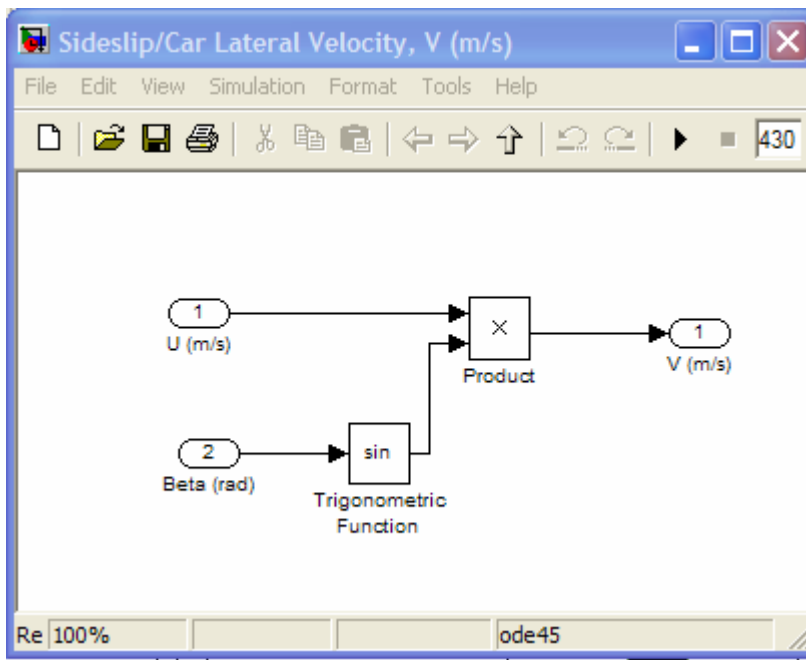 Sideslip/Car Lateral Velocity, V (m/s)
File Edit View Simulation Format Tools Help
430
1
U (m/s)
×
Product
1
V (m/s)
2
Beta (rad)
sin
Trigonometric
Function
Re 100% ode45